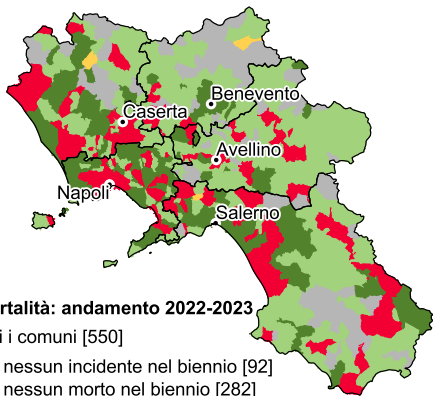 Benevento
Caserta
Avellino
Napoli
Salerno
rtalità: andamento 2022-2023
i i comuni [550]
nessun incidente nel biennio [92]
nessun morto nel biennio [282]